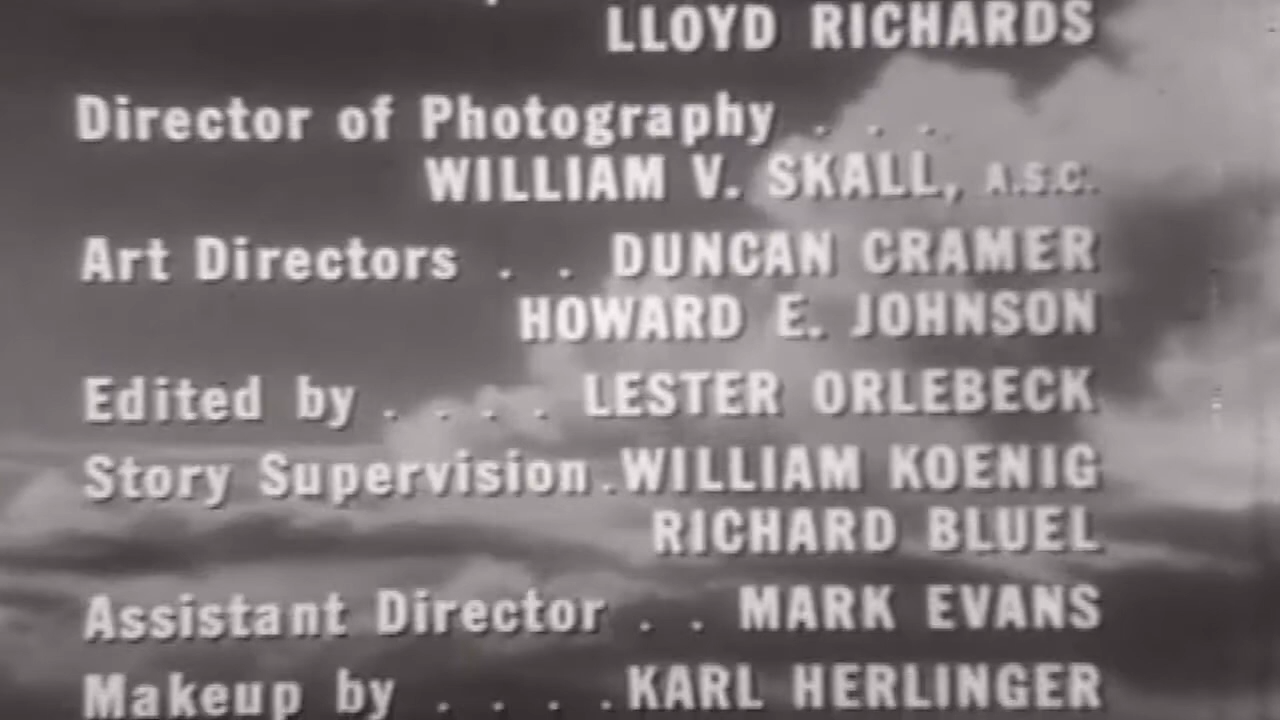 LLOYD RICHARDS
Director of Photography . . .
WILLIAM V. SKALL, A.S.C.
Art Directors . . DUNCAN CRAMER
HOWARD E. JOHNSON
Edited by . . . . LESTER ORLEBECK
Story Supervision . WILLIAM KOENIG
RICHARD BLUEL
Assistant Director . . MARK EVANS
Makeup by . . . . KARL HERLINGER